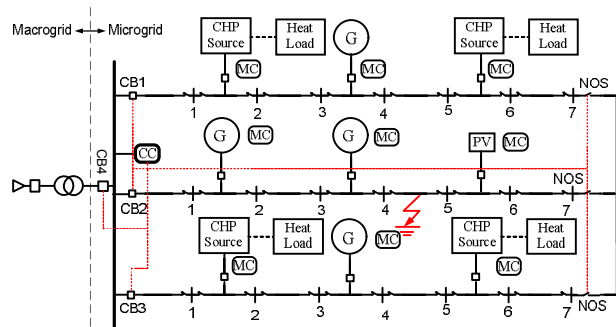 Macrogrid Microgrid
CHP Source Heat Load G CHP Source Heat Load
MC MC MC
CB1 NOS
1 2 3 4 5 6 7
G MC G MC PV MC
CC
CB4
NOS
CB2
1 2 3 4 5 6 7
CHP Source Heat Load G MC CHP Source Heat Load
MC MC
CB3 NOS
1 2 3 4 5 6 7